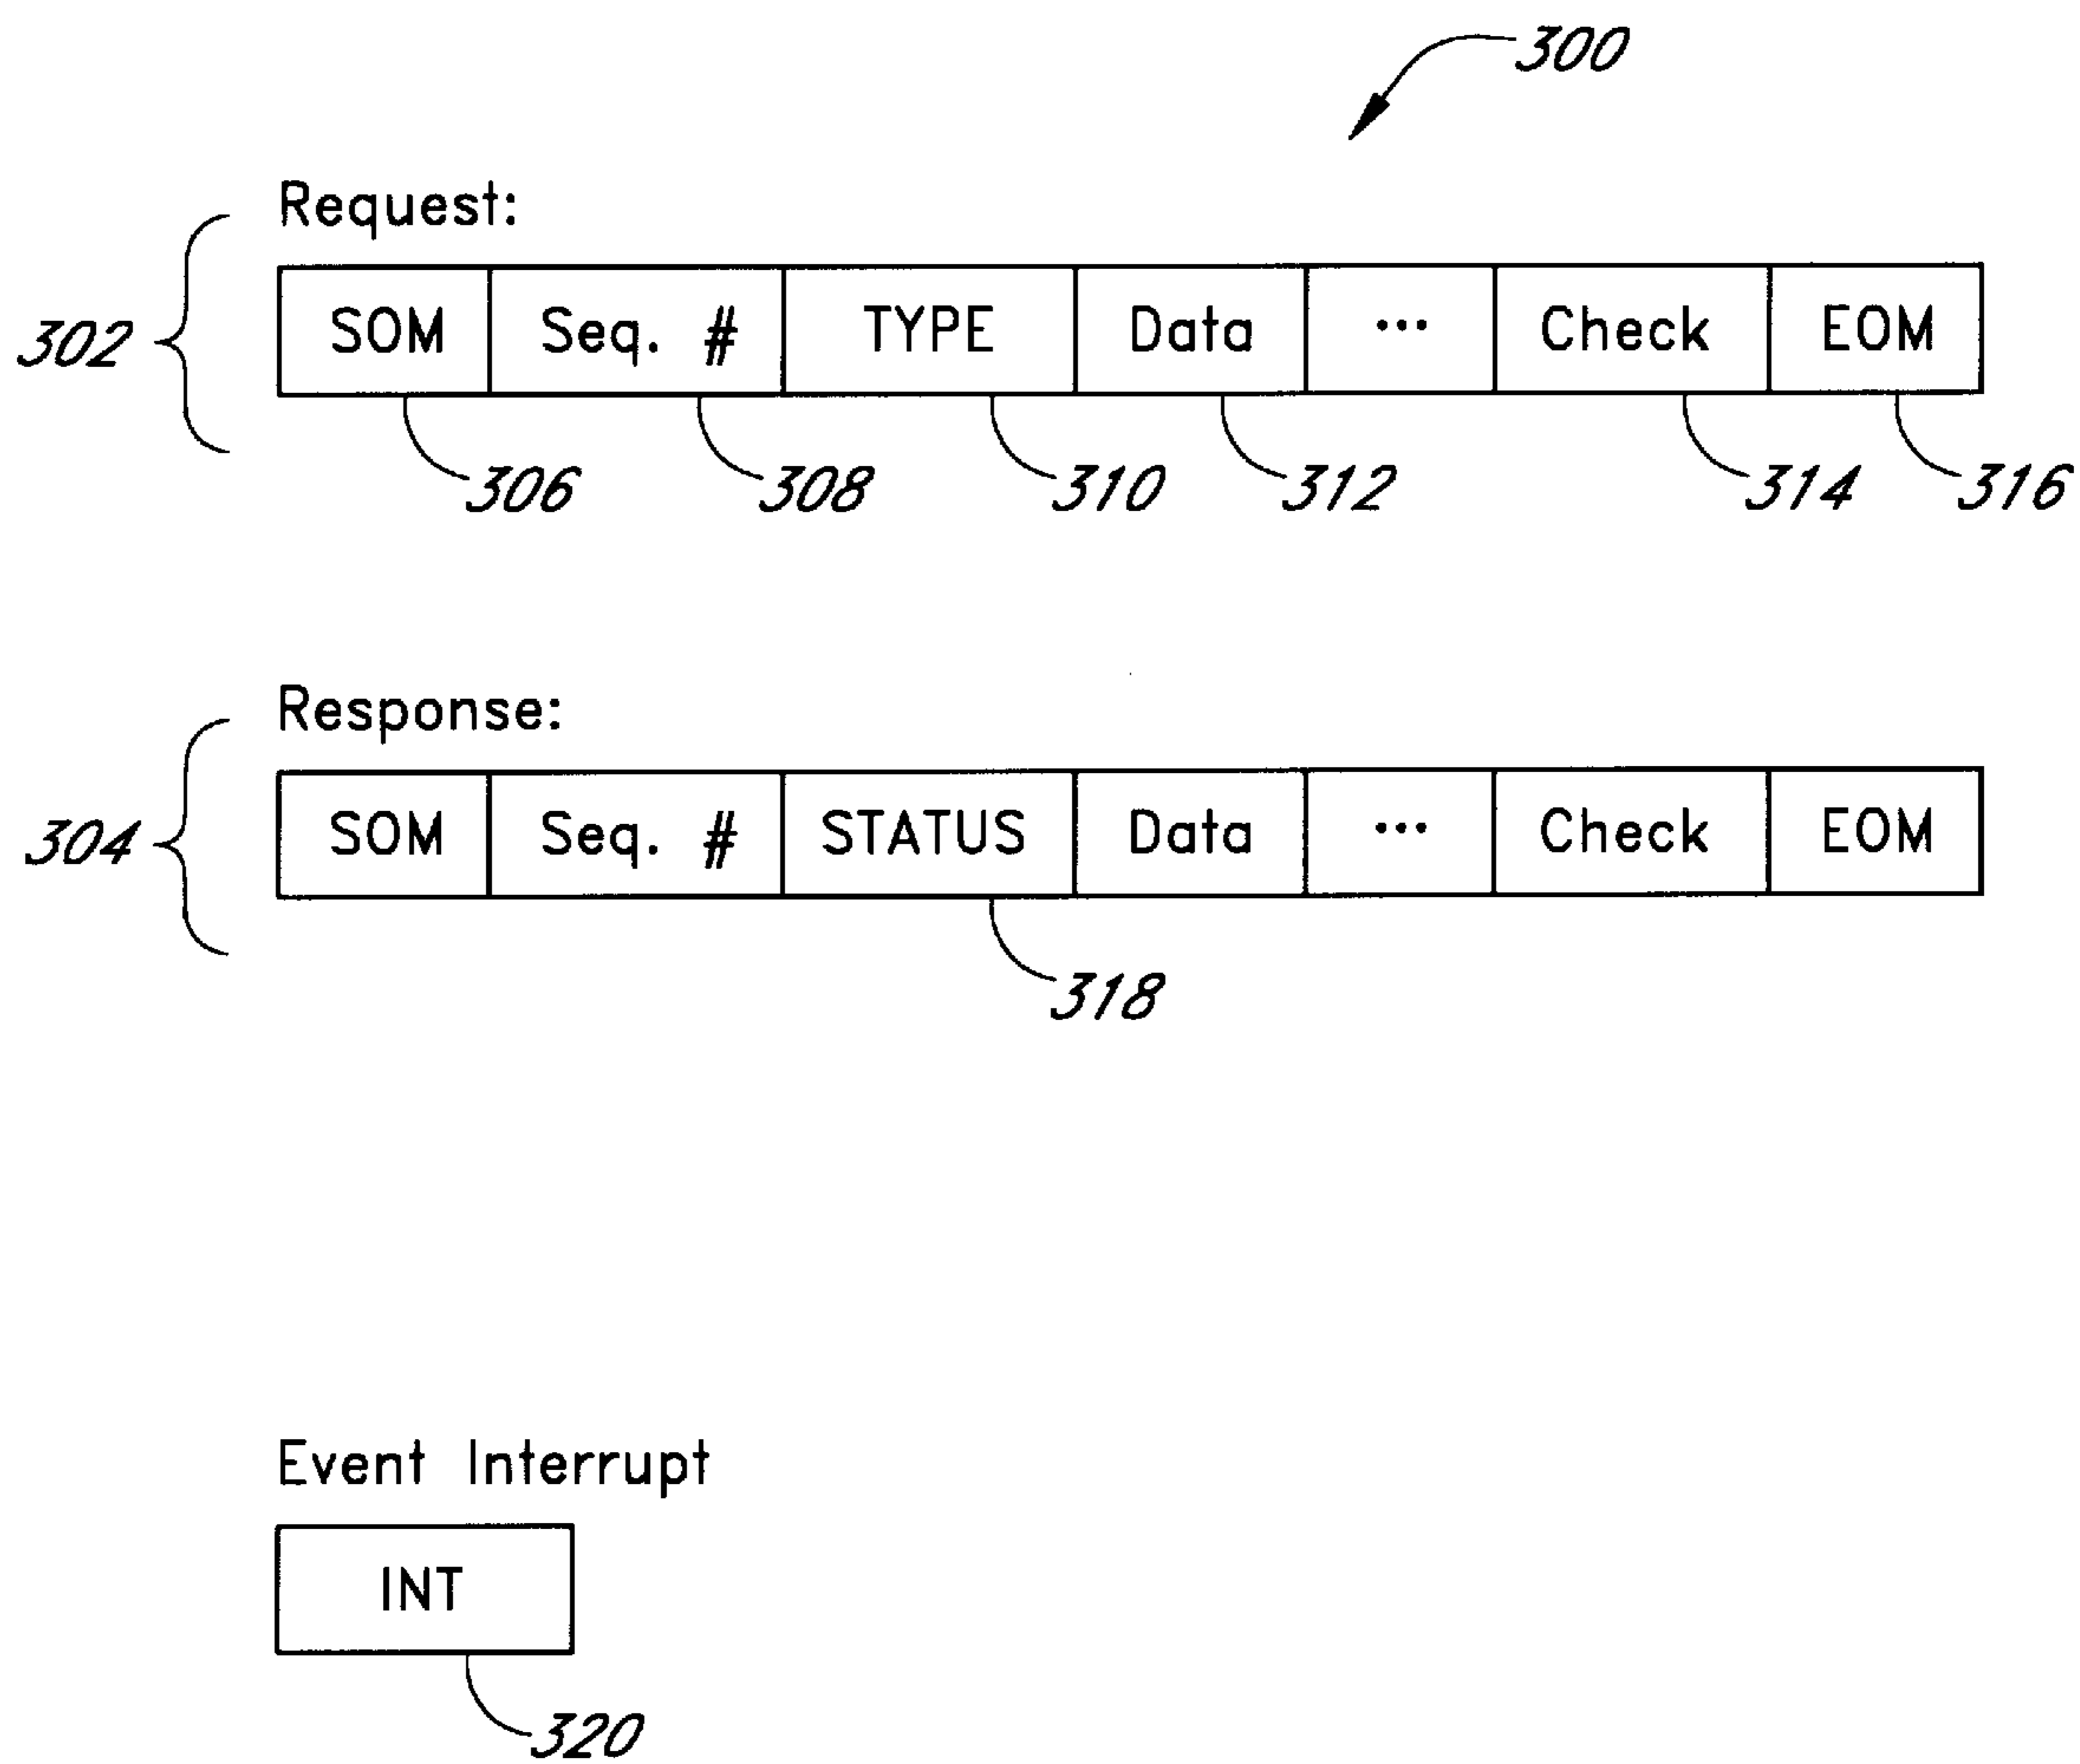 300
Request:
302
SOM Seq. # TYPE Data ... Check EOM
306 308 310 312 314 316
Response:
304
SOM Seq. # STATUS Data ... Check EOM
318
Event Interrupt
INT
320